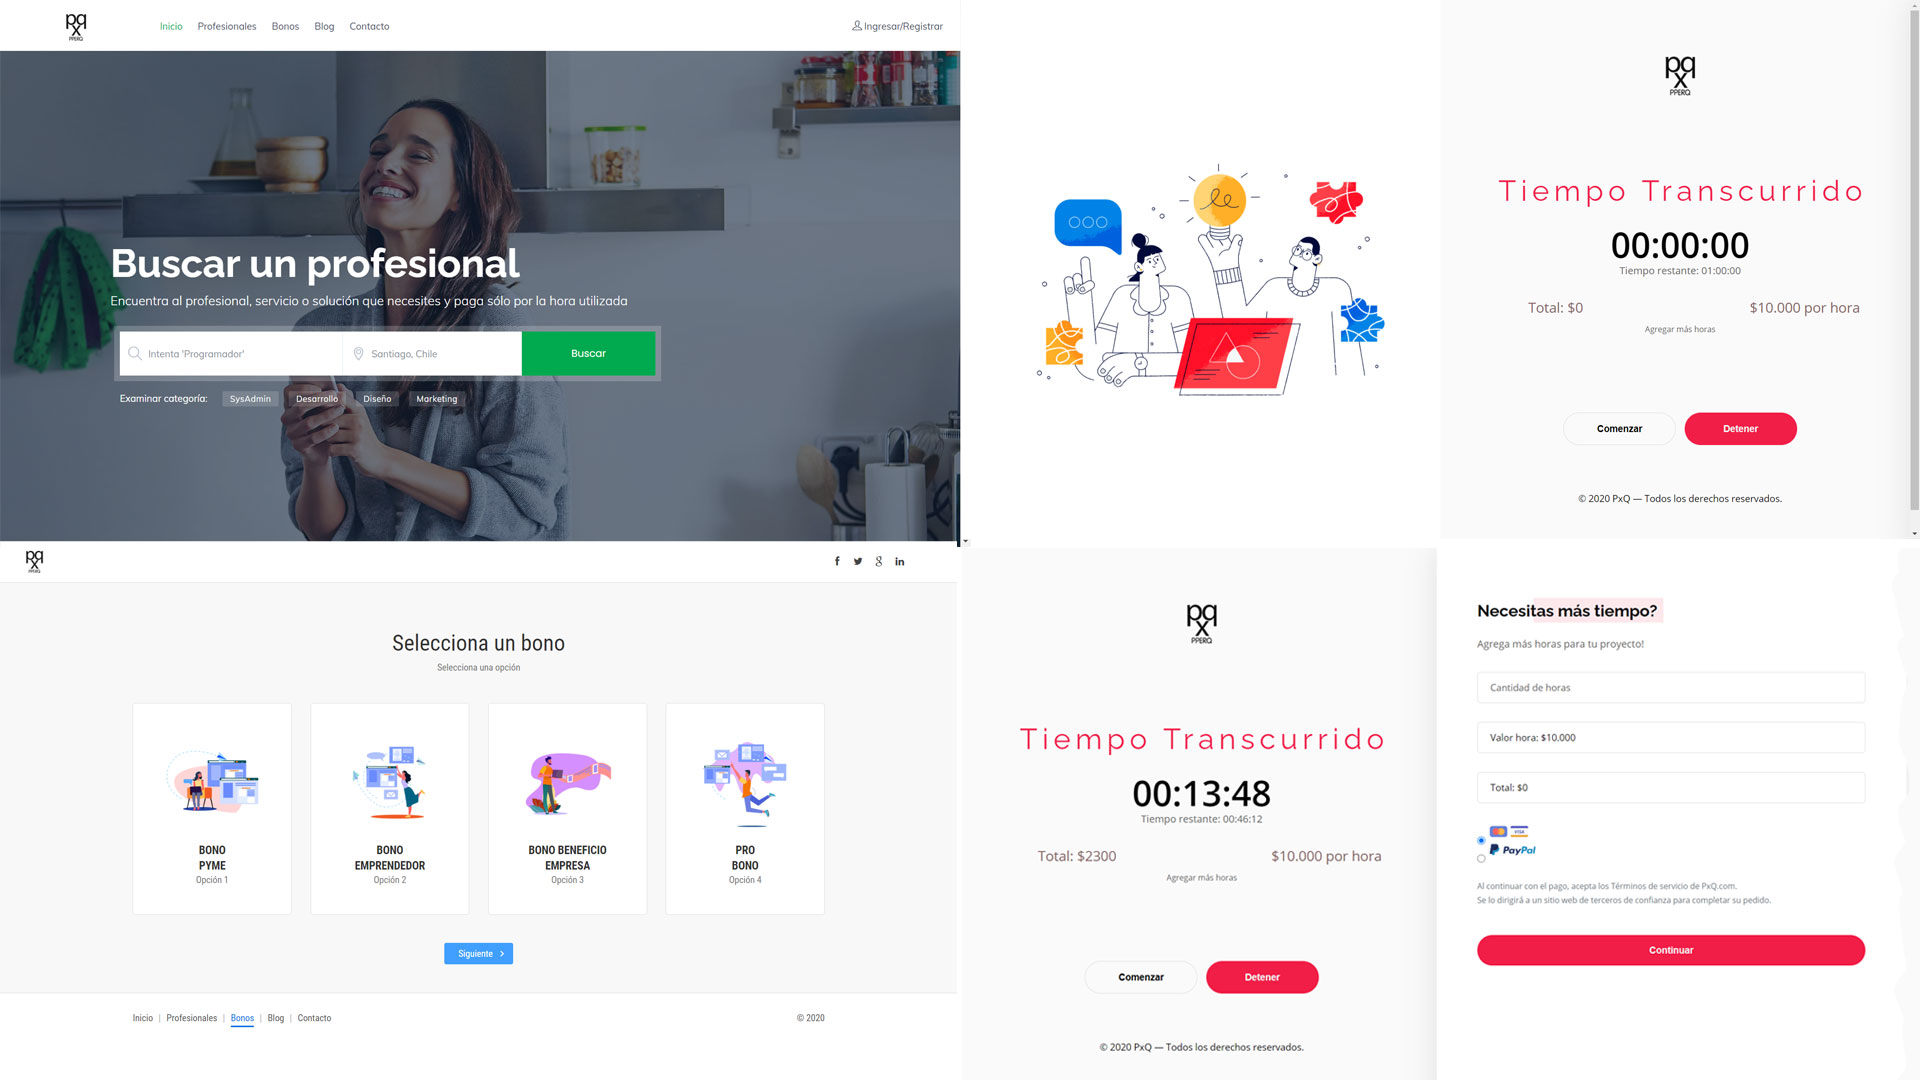 pq
x
PPERQ
Inicio Profesionales Bonos Blog Contacto
Ingresar/Registrar
Buscar un profesional
Encuentra al profesional, servicio o solución que necesites y paga sólo por la hora utilizada
Intenta 'Programador'
Santiago, Chile
Buscar
Examinar categoría: SysAdmin Desarrollo Diseño Marketing
pq
x
PPERQ
Tiempo Transcurrido
00:00:00
Tiempo restante: 01:00:00
Total: $0 $10.000 por hora
Agregar más horas
Comenzar Detener
© 2020 PxQ — Todos los derechos reservados.
pq
x
PPERQ
Selecciona un bono
Selecciona una opción
BONO
PYME
Opción 1
BONO
EMPRENDEDOR
Opción 2
BONO BENEFICIO
EMPRESA
Opción 3
PRO
BONO
Opción 4
Siguiente
Inicio | Profesionales | Bonos | Blog | Contacto
© 2020
pq
x
PPERQ
Tiempo Transcurrido
00:13:48
Tiempo restante: 00:46:12
Total: $2300 $10.000 por hora
Agregar más horas
Comenzar Detener
© 2020 PxQ — Todos los derechos reservados.
Necesitas más tiempo?
Agrega más horas para tu proyecto!
Cantidad de horas
Valor hora: $10.000
Total: $0
VISA
PayPal
Al continuar con el pago, acepta los Términos de servicio de PxQ.com.
Se lo dirigirá a un sitio web de terceros de confianza para completar su pedido.
Continuar